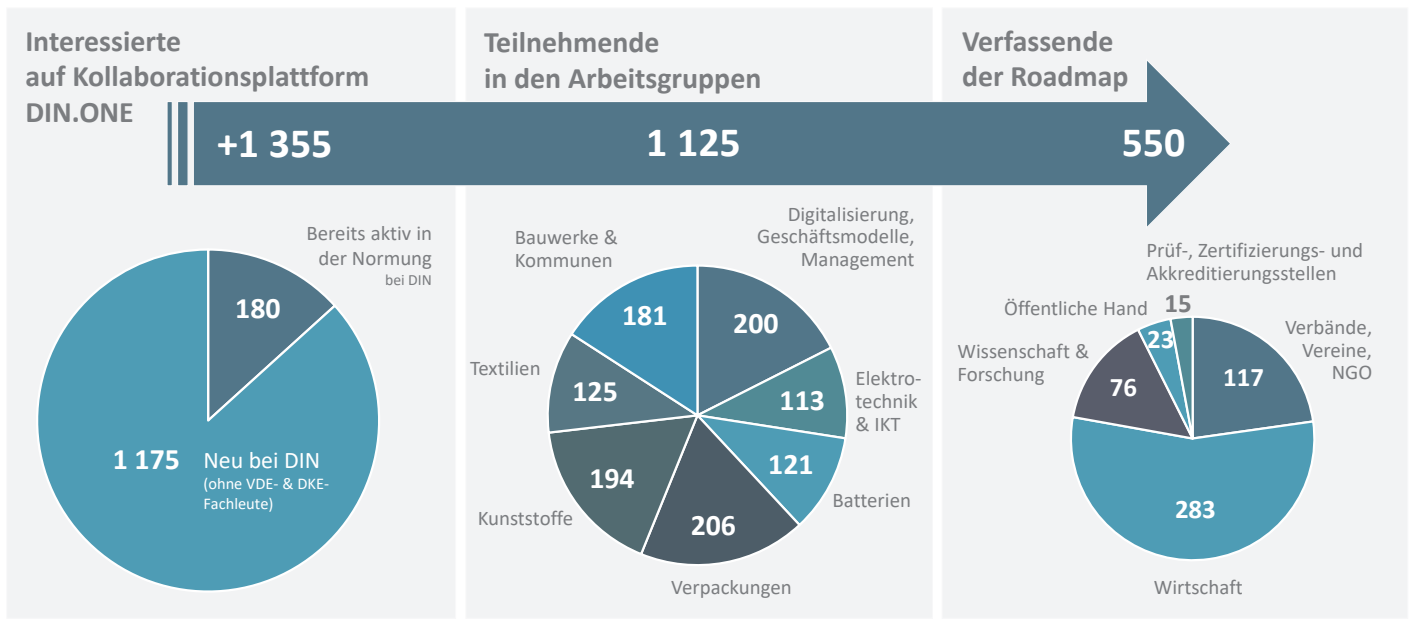 Interessierte
auf Kollaborationsplattform
DIN.ONE
+1 355
Bereits aktiv in
der Normung
bei DIN
180
1 175 Neu bei DIN
(ohne VDE- & DKE-
Fachleute)
Teilnehmende
in den Arbeitsgruppen
1 125
Digitalisierung,
Geschäftsmodelle,
Management
200
Elektro-
technik
& IKT
113
121
Batterien
206
Verpackungen
194
Kunststoffe
Textilien
125
Bauwerke &
Kommunen
181
Verfassende
der Roadmap
550
Prüf-, Zertifizierungs- und
Akkreditierungsstellen
15
Öffentliche Hand
23
Wissenschaft &
Forschung
76
Verbände,
Vereine,
NGO
117
283
Wirtschaft